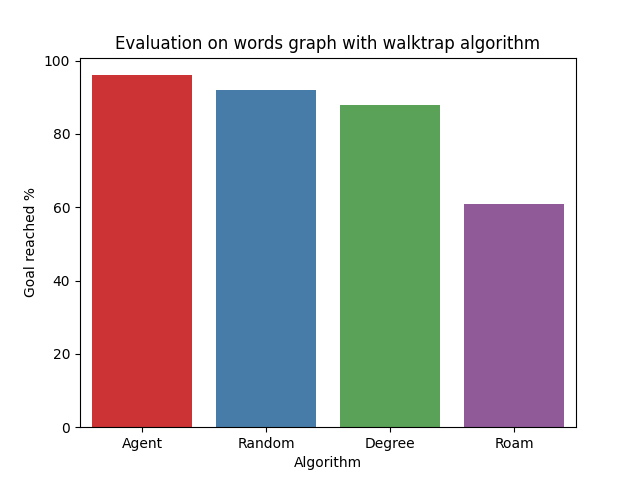 Evaluation on words graph with walktrap algorithm
Goal reached %
100
80
60
40
20
0
Agent Random Degree Roam
Algorithm